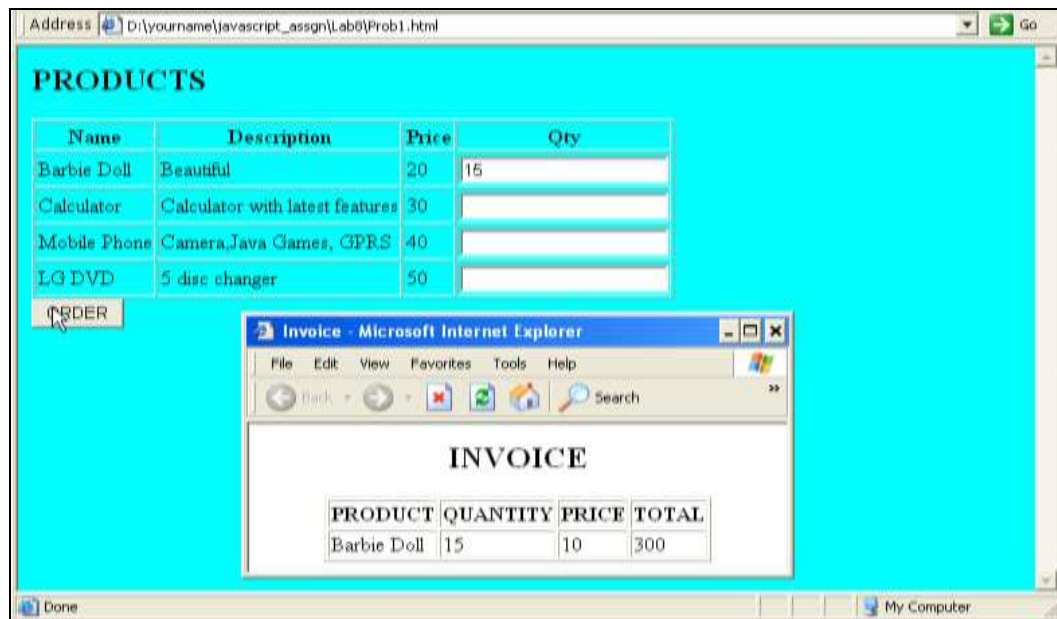 Address D:\yourname\javascript_assgn\Lab8\Prob1.html Go
PRODUCTS
Name Description Price Qty
Barbie Doll Beautiful 20 15
Calculator Calculator with latest features 30
Mobile Phone Camera,Java Games, GPRS 40
LG DVD 5 disc changer 50
ORDER
Invoice - Microsoft Internet Explorer
File Edit View Favorites Tools Help
Back Search
INVOICE
PRODUCT QUANTITY PRICE TOTAL
Barbie Doll 15 10 300
Done My Computer